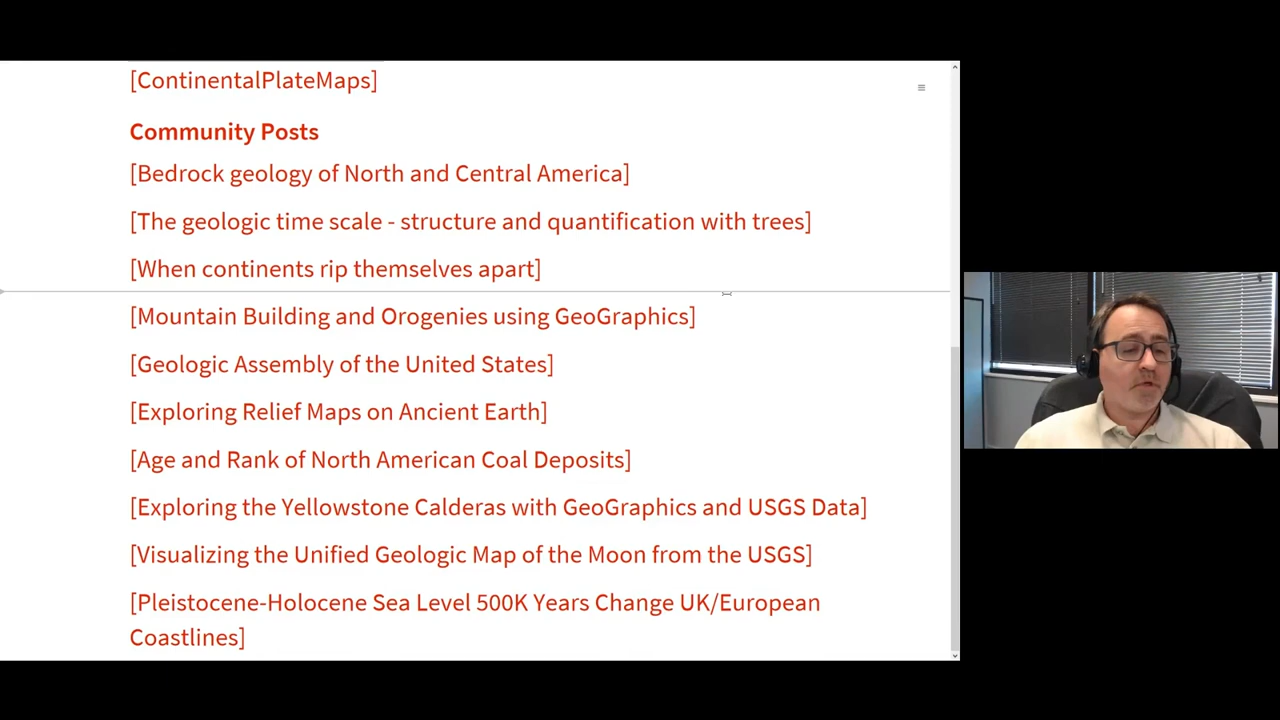 [ContinentalPlateMaps]
Community Posts
[Bedrock geology of North and Central America]
[The geologic time scale - structure and quantification with trees]
[When continents rip themselves apart]
[Mountain Building and Orogenies using GeoGraphics]
[Geologic Assembly of the United States]
[Exploring Relief Maps on Ancient Earth]
[Age and Rank of North American Coal Deposits]
[Exploring the Yellowstone Calderas with GeoGraphics and USGS Data]
[Visualizing the Unified Geologic Map of the Moon from the USGS]
[Pleistocene-Holocene Sea Level 500K Years Change UK/European
Coastlines]